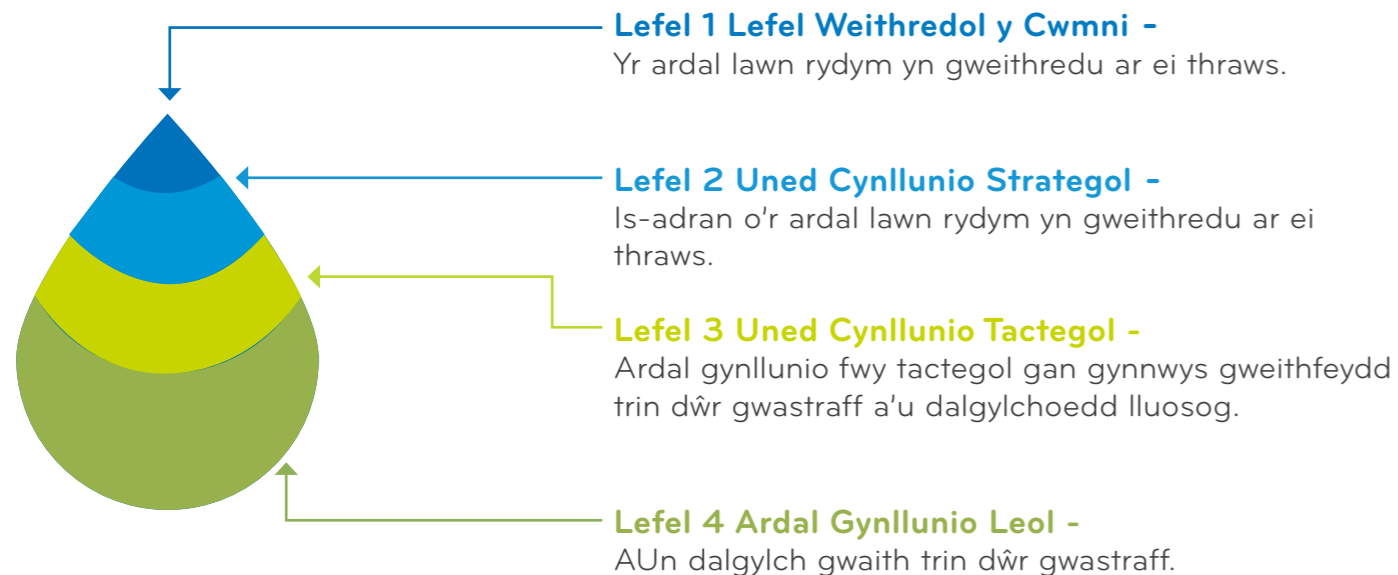 Lefel 1 Lefel Weithredol y Cwmni –
Yr ardal lawn rydym yn gweithredu ar ei thraws.
Lefel 2 Uned Cynllunio Strategol –
Is-adran o'r ardal lawn rydym yn gweithredu ar ei
thraws.
Lefel 3 Uned Cynllunio Tactegol -
Ardal gynllunio fwy tactegol gan gynnwys gweithfeydd
trin dŵr gwastraff a'u dalgylchoedd lluosog.
Lefel 4 Ardal Gynllunio Leol -
AUn dalgylch gwaith trin dŵr gwastraff.